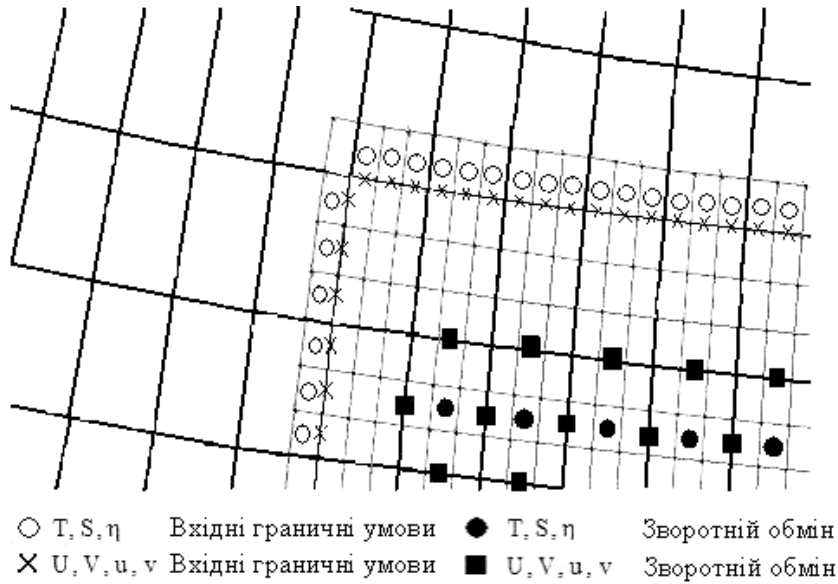 ○ T, S, η Вхідні граничні умови ● T, S, η Зворотній обмін
× U, V, u, v Вхідні граничні умови ■ U, V, u, v Зворотній обмін